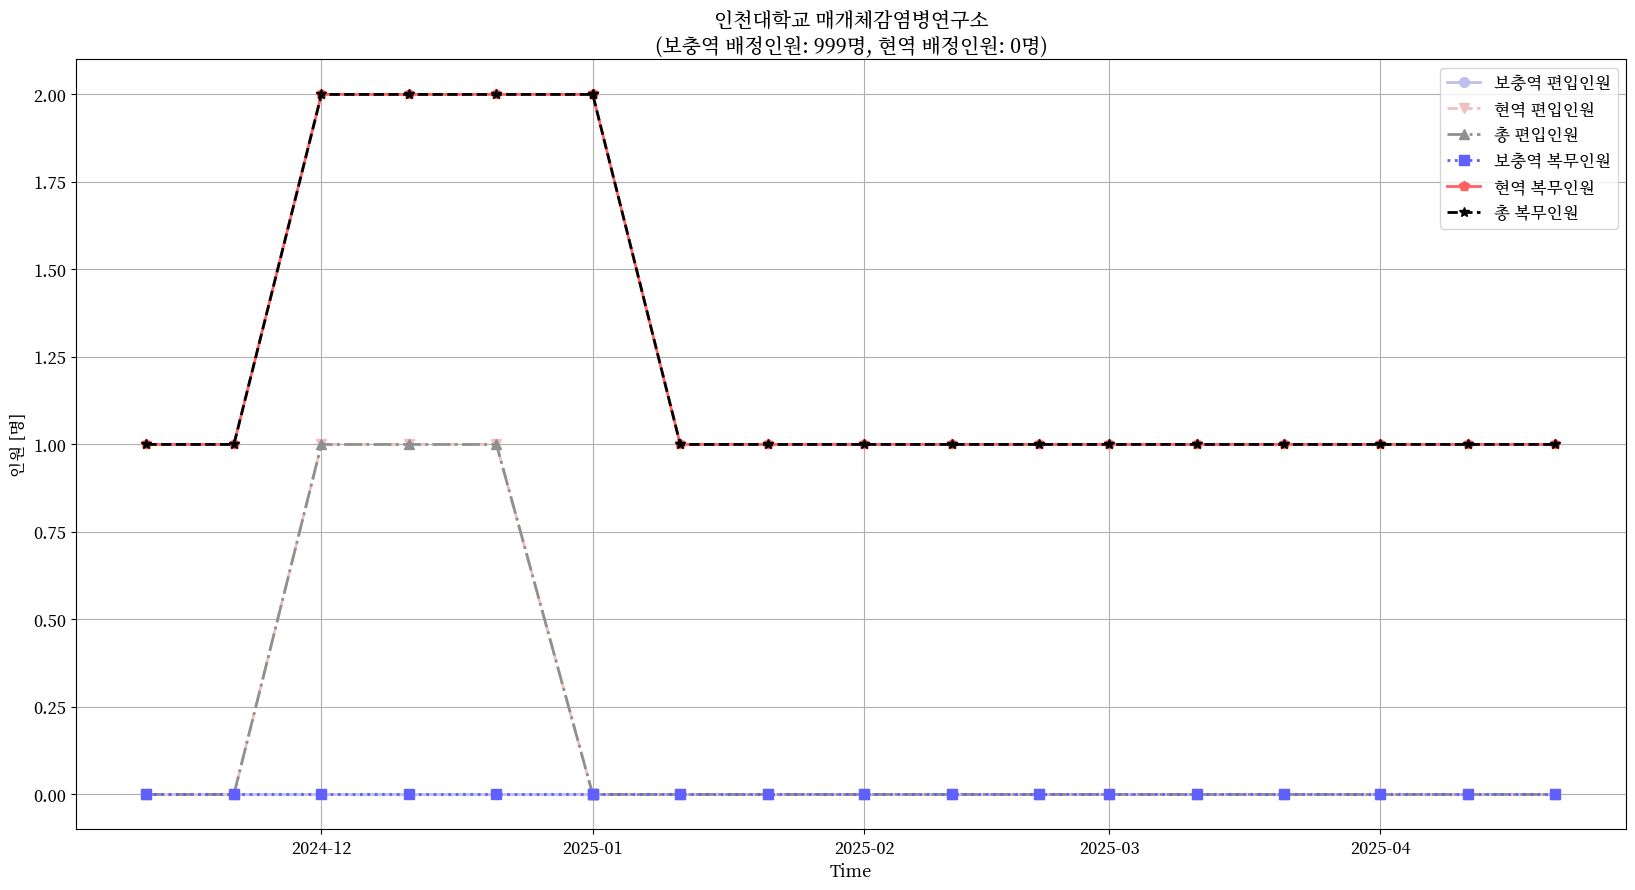 인천대학교 매개체감염병연구소
(보충역 배정인원: 999명, 현역 배정인원: 0명)
보충역 편입인원
현역 편입인원
총 편입인원
보충역 복무인원
현역 복무인원
총 복무인원
인원 [명]
2.00
1.75
1.50
1.25
1.00
0.75
0.50
0.25
0.00
2024-12
2025-01
2025-02
2025-03
2025-04
Time